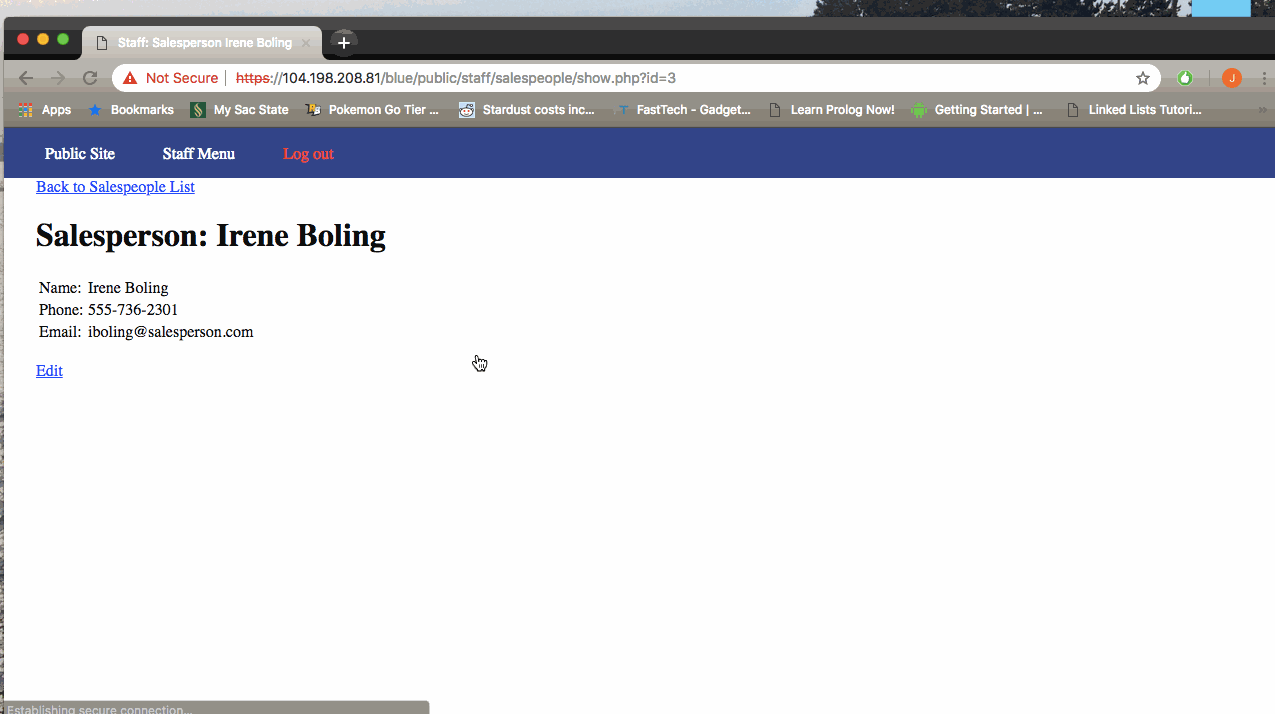 Staff: Salesperson Irene Boling
Not Secure https://104.198.208.81/blue/public/staff/salespeople/show.php?id=3 J
Apps Bookmarks My Sac State Pokemon Go Tier ... Stardust costs inc... FastTech - Gadget... Learn Prolog Now! Getting Started | ... Linked Lists Tutori... »
Public Site Staff Menu Log out
Back to Salespeople List
Salesperson: Irene Boling
Name: Irene Boling
Phone: 555-736-2301
Email: iboling@salesperson.com
Edit
Establishing secure connection...